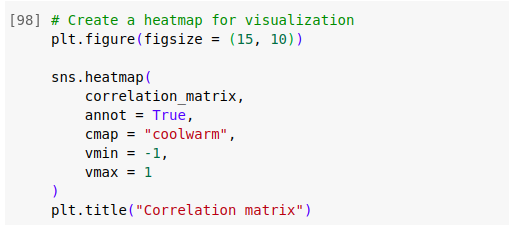 [98] # Create a heatmap for visualization
plt.figure(figsize = (15, 10))
sns.heatmap(
correlation_matrix,
annot = True,
cmap = "coolwarm",
vmin = -1,
vmax = 1
)
plt.title("Correlation matrix")